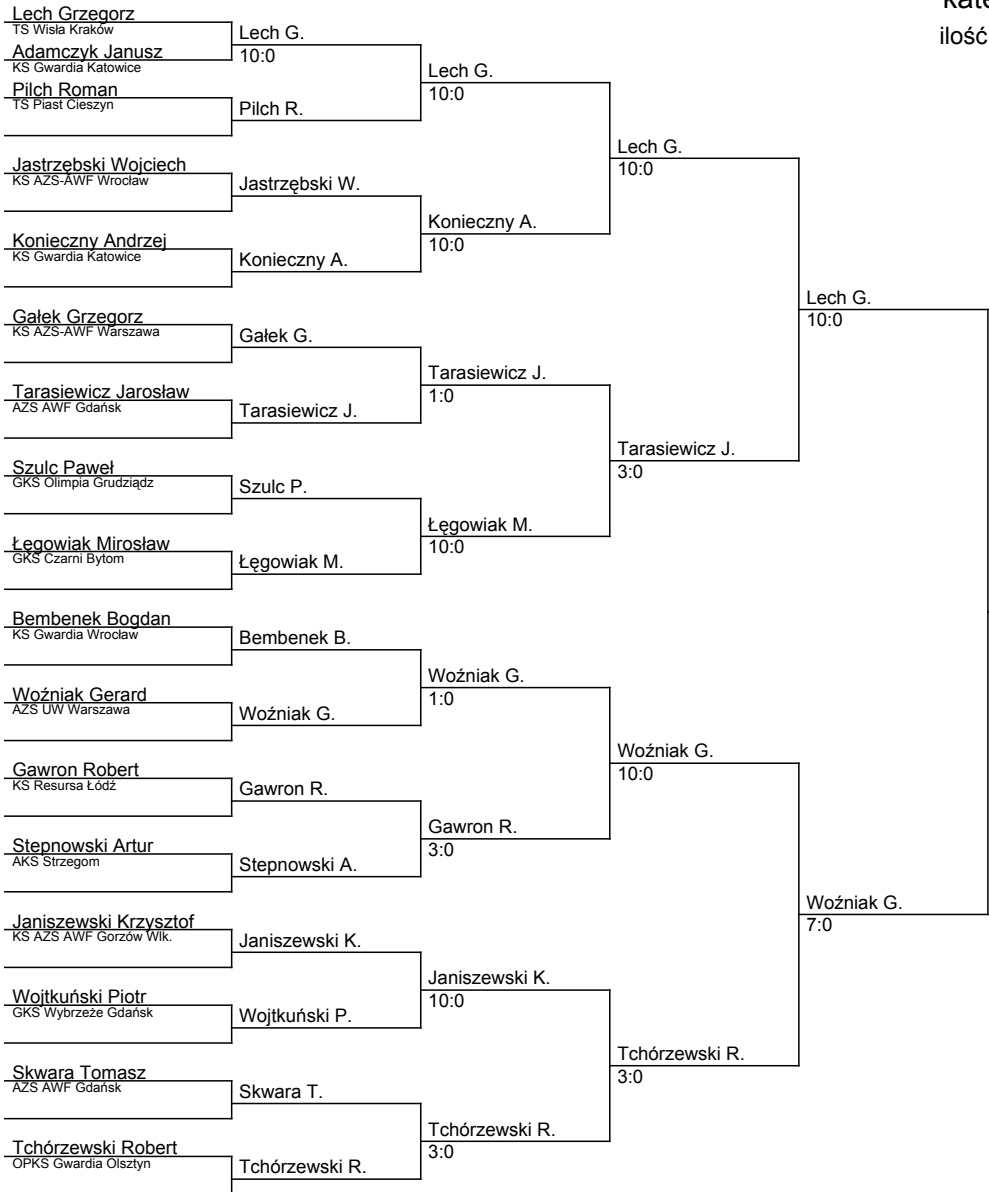 Lech Grzegorz
TS Wisła Kraków
Adamczyk Janusz
KS Gwardia Katowice
Pilch Roman
TS Piast Cieszyn
Jastrzębski Wojciech
KS AZS-AWF Wrocław
Konieczny Andrzej
KS Gwardia Katowice
Gałek Grzegorz
KS AZS-AWF Warszawa
Tarasiewicz Jarosław
AZS AWF Gdańsk
Szulc Paweł
GKS Olimpia Grudziądz
Łęgowiak Mirosław
GKS Czarni Bytom
Bembenek Bogdan
KS Gwardia Wrocław
Woźniak Gerard
AZS UW Warszawa
Gawron Robert
KS Resursa Łódź
Stepnowski Artur
AKS Strzegom
Janiszewski Krzysztof
KS AZS AWF Gorzów Wlk.
Wojtkuński Piotr
GKS Wybrzeże Gdańsk
Skwara Tomasz
AZS AWF Gdańsk
Tchórzewski Robert
OPKS Gwardia Olsztyn
Lech G.
10:0
Pilch R.
Jastrzębski W.
Konieczny A.
Gałek G.
Tarasiewicz J.
Szulc P.
Łęgowiak M.
Bembenek B.
Woźniak G.
Gawron R.
Stepnowski A.
Janiszewski K.
Wojtkuński P.
Skwara T.
Tchórzewski R.
Lech G.
10:0
Konieczny A.
10:0
Tarasiewicz J.
1:0
Łęgowiak M.
10:0
Woźniak G.
1:0
Gawron R.
3:0
Janiszewski K.
10:0
Tchórzewski R.
3:0
Lech G.
10:0
Tarasiewicz J.
3:0
Woźniak G.
10:0
Tchórzewski R.
3:0
Lech G.
10:0
Woźniak G.
7:0
ilość